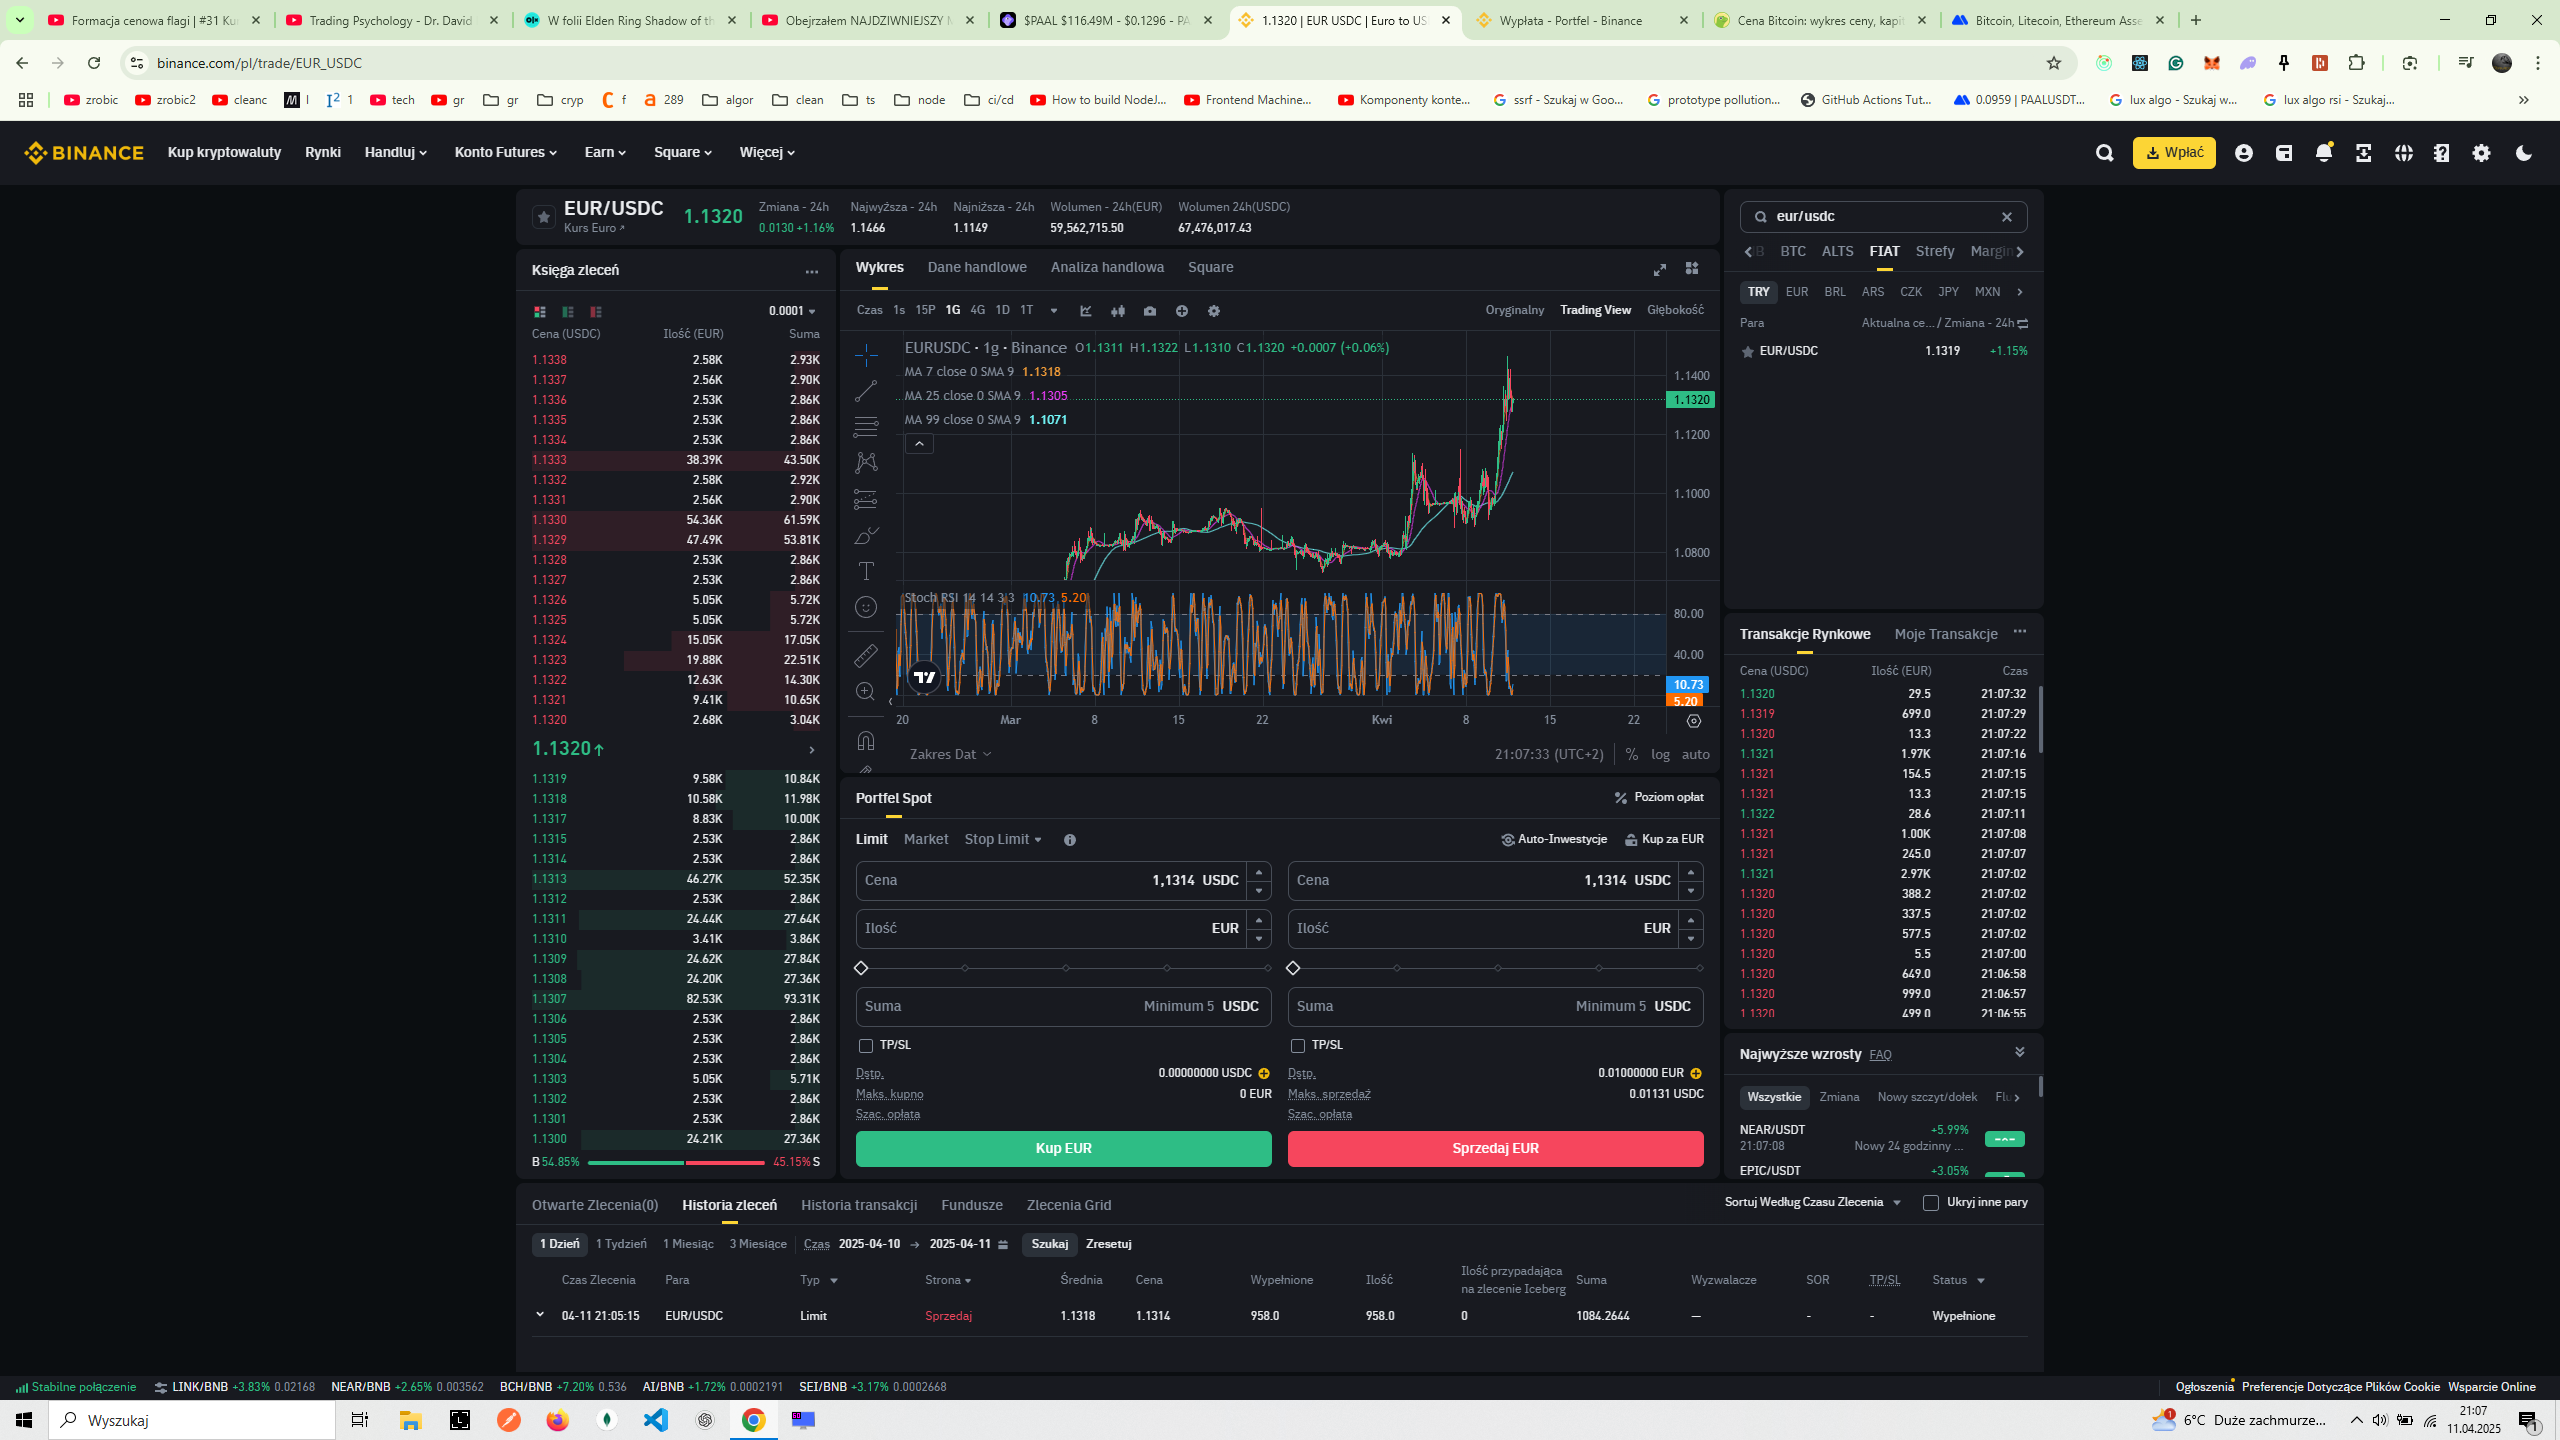 Formacja cenowa flagi | #31 Ku
Trading Psychology - Dr. David
W folii Elden Ring Shadow of th
Obejrzałem NAJDZIWNIEJSZY M
$PAAL $116.49M - $0.1296 - PA
1.1320 | EUR USDC | Euro to US
Wypłata - Portfel - Binance
Cena Bitcoin: wykres ceny, kapit
Bitcoin, Litecoin, Ethereum Asse
binance.com/pl/trade/EUR_USDC
zrobic
zrobic2
cleanc
I
1
tech
gr
gr
cryp
f
289
algor
clean
ts
node
ci/cd
How to build NodeJ...
Frontend Machine...
Komponty konte...
ssrf - Szukaj w Goo...
prototype pollution...
GitHub Actions Tut...
0.0959 | PAALUSDT...
lux algo - Szukaj w...
lux algo rsi - Szukaj...
BINANCE
Kup kryptowaluty
Rynki
Handluj
Konto Futures
Earn
Square
Więcej
Wpłać
EUR/USDC
Kurs Euro
1.1320
Zmiana - 24h
0.0130 +1.16%
Najwyższa - 24h
1.1466
Najniższa - 24h
1.1149
Wolumen - 24h(EUR)
59,562,715.50
Wolumen 24h(USDC)
67,476,017.43
Księga zleceń
0.0001
Cena (USDC) Ilość (EUR) Suma
1.1338 2.58K 2.93K
1.1337 2.56K 2.90K
1.1336 2.53K 2.86K
1.1335 2.53K 2.86K
1.1334 2.53K 2.86K
1.1333 38.39K 43.50K
1.1332 2.58K 2.92K
1.1331 2.56K 2.90K
1.1330 54.36K 61.59K
1.1329 47.49K 53.81K
1.1328 2.53K 2.86K
1.1327 2.53K 2.86K
1.1326 5.05K 5.72K
1.1325 5.05K 5.72K
1.1324 15.05K 17.05K
1.1323 19.88K 22.51K
1.1322 12.63K 14.30K
1.1321 9.41K 10.65K
1.1320 2.68K 3.04K
1.1320↑
1.1319 9.58K 10.84K
1.1318 10.58K 11.98K
1.1317 8.83K 10.00K
1.1315 2.53K 2.86K
1.1314 2.53K 2.86K
1.1313 46.27K 52.35K
1.1312 2.53K 2.86K
1.1311 24.44K 27.64K
1.1310 3.41K 3.86K
1.1309 24.62K 27.84K
1.1308 24.20K 27.36K
1.1307 82.53K 93.31K
1.1306 2.53K 2.86K
1.1305 2.53K 2.86K
1.1304 2.53K 2.86K
1.1303 5.05K 5.71K
1.1302 2.53K 2.86K
1.1301 2.53K 2.86K
1.1300 24.21K 27.36K
B 54.85% 45.15% S
Wykres Dane handlowe Analiza handlowa Square
Czas 1s 15P 1G 4G 1D 1T
Oryginalny Trading View Głębokość
EURUSDC · 1g · Binance O1.1311 H1.1322 L1.1310 C1.1320 +0.0007 (+0.06%)
MA 7 close 0 SMA 9 1.1318
MA 25 close 0 SMA 9 1.1305
MA 99 close 0 SMA 9 1.1071
1.1400
1.1320
1.1200
1.1000
1.0800
Stoch RSI 14 14 3 3 10.73 5.20
80.00
40.00
10.73
5.20
20 Mar 8 15 22 Kwi 8 15 22
Zakres Dat
21:07:33 (UTC+2) % log auto
Portfel Spot
Poziom opłat
Limit Market Stop Limit
Auto-Inwestycje Kup za EUR
Cena 1,1314 USDC
Ilość EUR
Suma Minimum 5 USDC
TP/SL
Dstp. 0.00000000 USDC
Maks. kupno 0 EUR
Szac. opłata
Kup EUR
Cena 1,1314 USDC
Ilość EUR
Suma Minimum 5 USDC
TP/SL
Dstp. 0.01000000 EUR
Maks. sprzedaż 0.01131 USDC
Szac. opłata
Sprzedaj EUR
eur/usdc
BTC ALTS FIAT Strefy Margin
TRY EUR BRL ARS CZK JPY MXN
Para Aktualna ce... / Zmiana - 24h
EUR/USDC 1.1319 +1.15%
Transakcje Rynkowe Moje Transakcje
Cena (USDC) Ilość (EUR) Czas
1.1320 29.5 21:07:32
1.1319 699.0 21:07:29
1.1320 13.3 21:07:22
1.1321 1.97K 21:07:16
1.1321 154.5 21:07:15
1.1321 13.3 21:07:15
1.1322 28.6 21:07:11
1.1321 1.00K 21:07:08
1.1321 245.0 21:07:07
1.1321 2.97K 21:07:02
1.1320 388.2 21:07:02
1.1320 337.5 21:07:02
1.1320 577.5 21:07:02
1.1320 5.5 21:07:00
1.1320 649.0 21:06:58
1.1320 999.0 21:06:57
1.1320 499.0 21:06:55
Najwyższe wzrosty FAQ
Wszystkie Zmiana Nowy szczyt/dołek Flu
NEAR/USDT +5.99%
21:07:08 Nowy 24 godzinny ...
EPIC/USDT +3.05%
Otwarte Zlecenia(0) Historia zleceń Historia transakcji Fundusze Zlecenia Grid
Sortuj Według Czasu Zlecenia Ukryj inne pary
1 Dzień 1 Tydzień 1 Miesiąc 3 Miesiące Czas 2025-04-10 → 2025-04-11 Szukaj Zresetuj
Czas Zlecenia Para Typ Strona Średnia Cena Wypełnione Ilość Ilość przypadająca na zlecenie Iceberg Suma Wyzwalacze SOR TP/SL Status
04-11 21:05:15 EUR/USDC Limit Sprzedaj 1.1318 1.1314 958.0 958.0 0 1084.2644 — - - Wypełnione
Stabilne połączenie
LINK/BNB +3.83% 0.02168 NEAR/BNB +2.65% 0.003562 BCH/BNB +7.20% 0.536 AI/BNB +1.72% 0.0002191 SEI/BNB +3.17% 0.0002668
Ogłoszenia Preferencje Dotyczące Plików Cookie Wsparcie Online
Wyszukaj
6°C Duże zachmurze...
21:07
11.04.2025